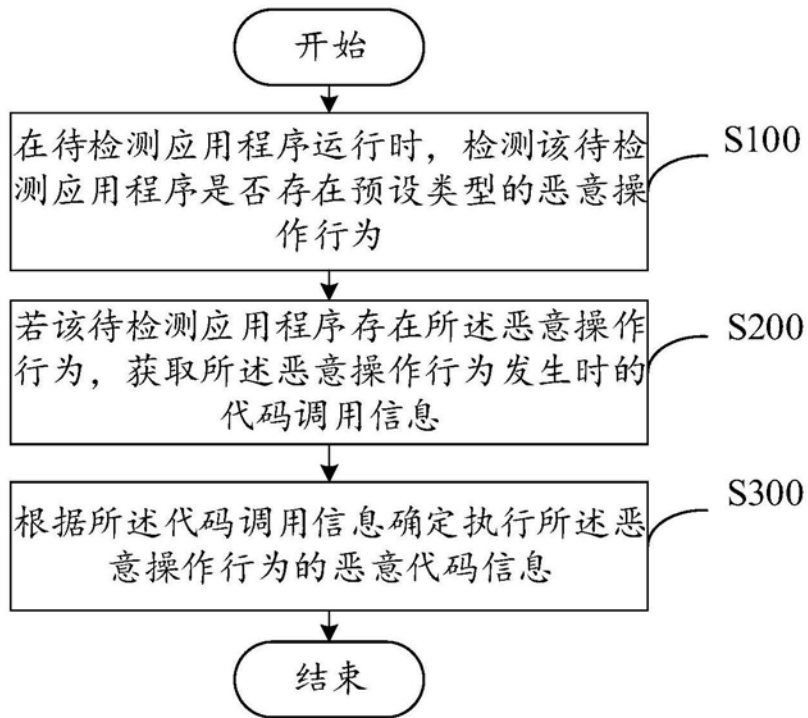 开始
在待检测应用程序运行时，检测该待检
测应用程序是否存在预设类型的恶意操
作行为
S100
若该待检测应用程序存在所述恶意操作
行为，获取所述恶意操作行为发生时的
代码调用信息
S200
根据所述代码调用信息确定执行所述恶
意操作行为的恶意代码信息
S300
结束